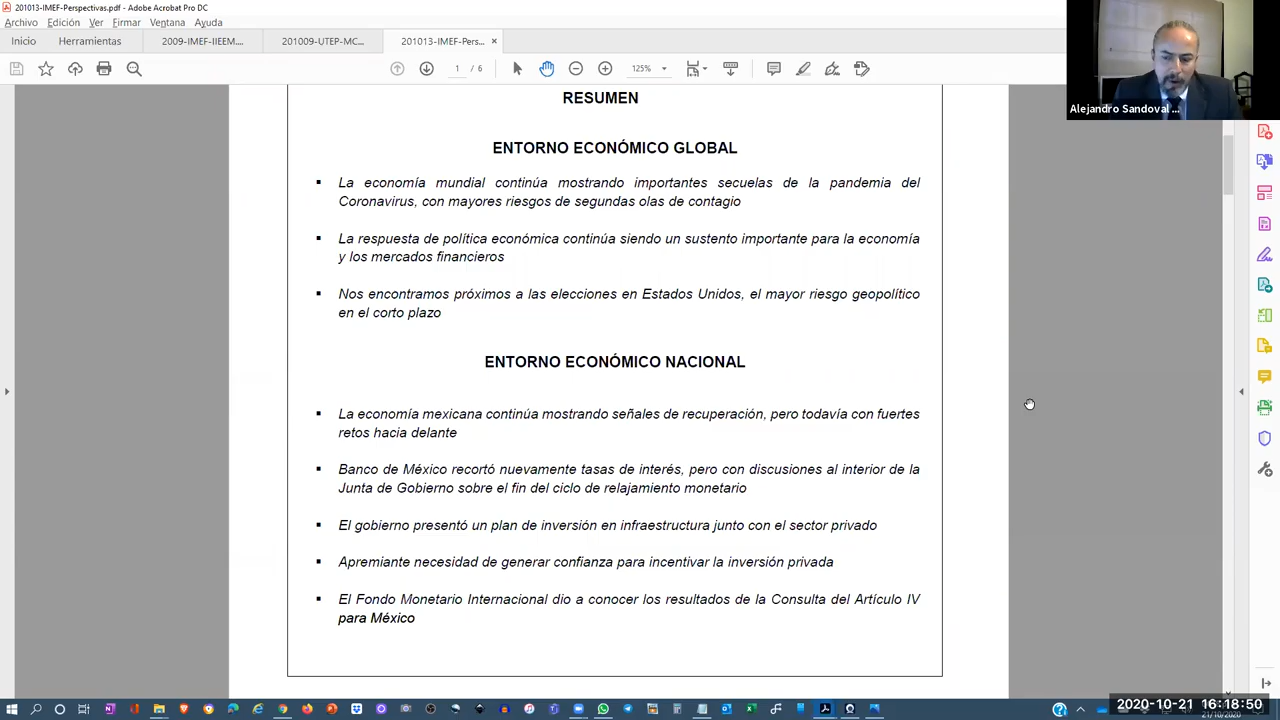 201013-IMEF-Perspectivas.pdf - Adobe Acrobat Pro DC
Archivo Edición Ver Firmar Ventana Ayuda
Inicio Herramientas 2009-IMEF-IIEEM.... 201009-UTEP-MC... 201013-IMEF-Pers... ×
1 / 6 125%
Alejandro Sandoval ...
RESUMEN
ENTORNO ECONÓMICO GLOBAL
▪ La economía mundial continúa mostrando importantes secuelas de la pandemia del
Coronavirus, con mayores riesgos de segundas olas de contagio
▪ La respuesta de política económica continúa siendo un sustento importante para la economía
y los mercados financieros
▪ Nos encontramos próximos a las elecciones en Estados Unidos, el mayor riesgo geopolítico
en el corto plazo
ENTORNO ECONÓMICO NACIONAL
▪ La economía mexicana continúa mostrando señales de recuperación, pero todavía con fuertes
retos hacia delante
▪ Banco de México recortó nuevamente tasas de interés, pero con discusiones al interior de la
Junta de Gobierno sobre el fin del ciclo de relajamiento monetario
▪ El gobierno presentó un plan de inversión en infraestructura junto con el sector privado
▪ Apremiante necesidad de generar confianza para incentivar la inversión privada
▪ El Fondo Monetario Internacional dio a conocer los resultados de la Consulta del Artículo IV
para México
2020-10-21 16:18:50
21/10/2020